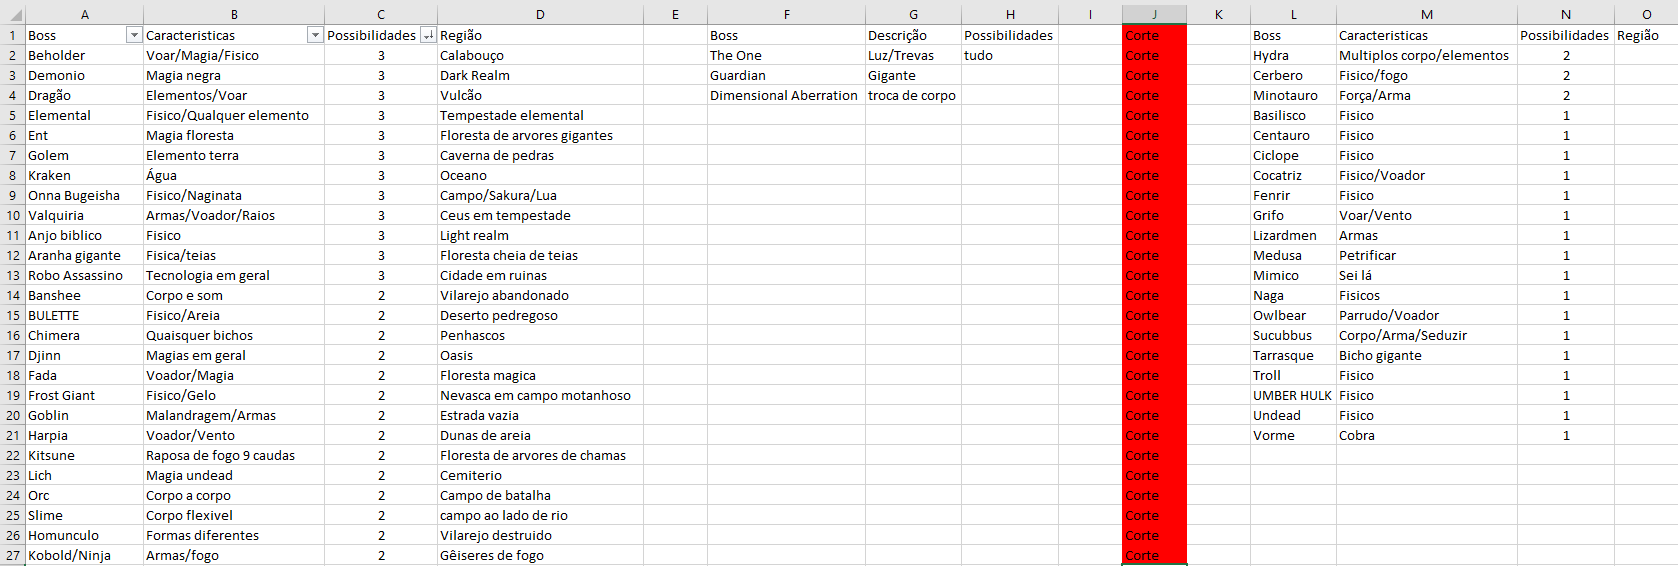 A B C D E F G H I J K L M N O
1 Boss Caracteristicas Possibilidades Região Boss Descrição Possibilidades Corte Boss Caracteristicas Possibilidades Região
2 Beholder Voar/Magia/Fisico 3 Calabouço The One Luz/Trevas tudo Corte Hydra Multiplos corpo/elementos 2
3 Demonio Magia negra 3 Dark Realm Guardian Gigante Corte Cerbero Fisico/fogo 2
4 Dragão Elementos/Voar 3 Vulcão Dimensional Aberration troca de corpo Corte Minotauro Força/Arma 2
5 Elemental Fisico/Qualquer elemento 3 Tempestade elemental Corte Basilisco Fisico 1
6 Ent Magia floresta 3 Floresta de arvores gigantes Corte Centauro Fisico 1
7 Golem Elemento terra 3 Caverna de pedras Corte Ciclope Fisico 1
8 Kraken Água 3 Oceano Corte Cocatriz Fisico/Voador 1
9 Onna Bugeisha Fisico/Naginata 3 Campo/Sakura/Lua Corte Fenrir Fisico 1
10 Valquiria Armas/Voador/Raios 3 Ceus em tempestade Corte Grifo Voar/Vento 1
11 Anjo biblico Fisico 3 Light realm Corte Lizardmen Armas 1
12 Aranha gigante Fisica/teias 3 Floresta cheia de teias Corte Medusa Petrificar 1
13 Robo Assassino Tecnologia em geral 3 Cidade em ruinas Corte Mimico Sei lá 1
14 Banshee Corpo e som 2 Vilarejo abandonado Corte Naga Fisicos 1
15 BULETTE Fisico/Areia 2 Deserto pedregoso Corte Owlbear Parrudo/Voador 1
16 Chimera Quaisquer bichos 2 Penhascos Corte Sucubbus Corpo/Arma/Seduzir 1
17 Djinn Magias em geral 2 Oasis Corte Tarrasque Bicho gigante 1
18 Fada Voador/Magia 2 Floresta magica Corte Troll Fisico 1
19 Frost Giant Fisico/Gelo 2 Nevasca em campo motanhoso Corte UMBER HULK Fisico 1
20 Goblin Malandragem/Armas 2 Estrada vazia Corte Undead Fisico 1
21 Harpia Voador/Vento 2 Dunas de areia Corte Vorme Cobra 1
22 Kitsune Raposa de fogo 9 caudas 2 Floresta de arvores de chamas Corte
23 Lich Magia undead 2 Cemiterio Corte
24 Orc Corpo a corpo 2 Campo de batalha Corte
25 Slime Corpo flexivel 2 campo ao lado de rio Corte
26 Homunculo Formas diferentes 2 Vilarejo destruido Corte
27 Kobold/Ninja Armas/fogo 2 Gêiseres de fogo Corte